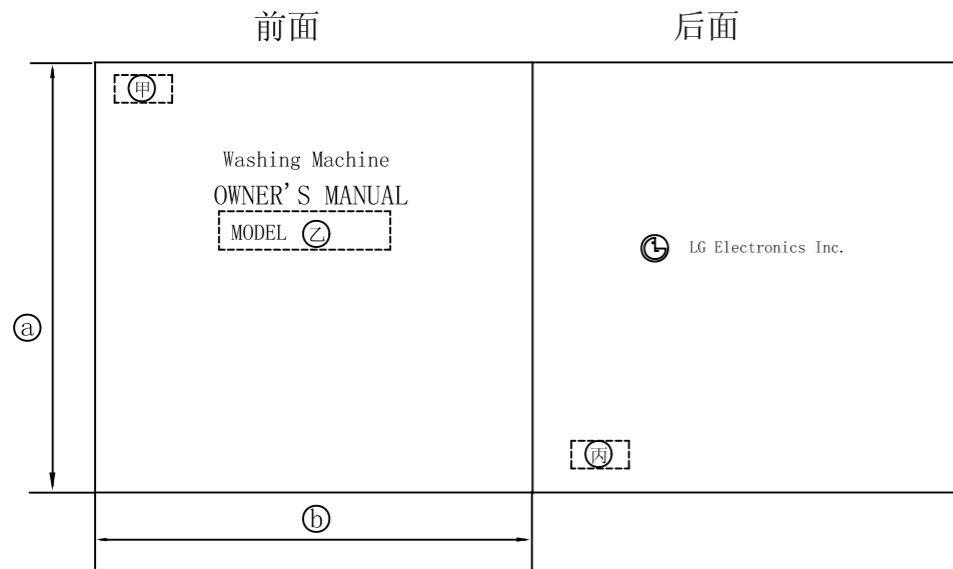 前面
后面
甲
Washing Machine
OWNER'S MANUAL
MODEL 乙
LG Electronics Inc.
a
丙
b